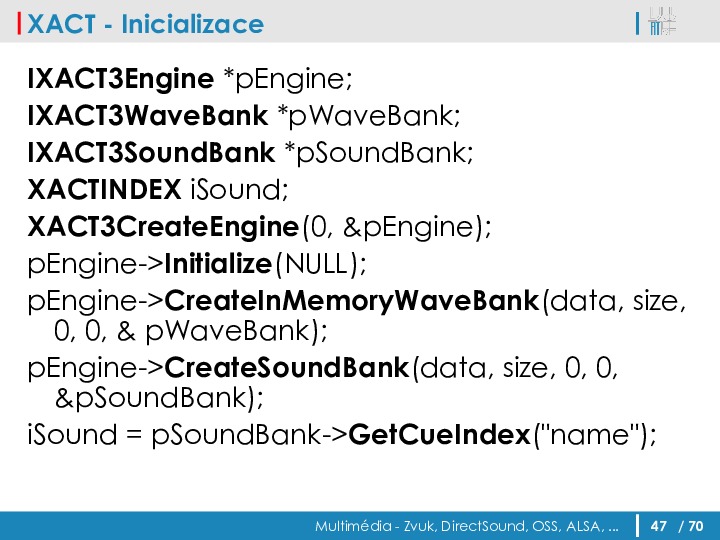 XACT - Inicializace
IXACT3Engine *pEngine;
IXACT3WaveBank *pWaveBank;
IXACT3SoundBank *pSoundBank;
XACTINDEX iSound;
XACT3CreateEngine(0, &pEngine);
pEngine->Initialize(NULL);
pEngine->CreateInMemoryWaveBank(data, size,
0, 0, & pWaveBank);
pEngine->CreateSoundBank(data, size, 0, 0,
&pSoundBank);
iSound = pSoundBank->GetCueIndex("name");
Multimédia - Zvuk, DirectSound, OSS, ALSA, ... 47 / 70